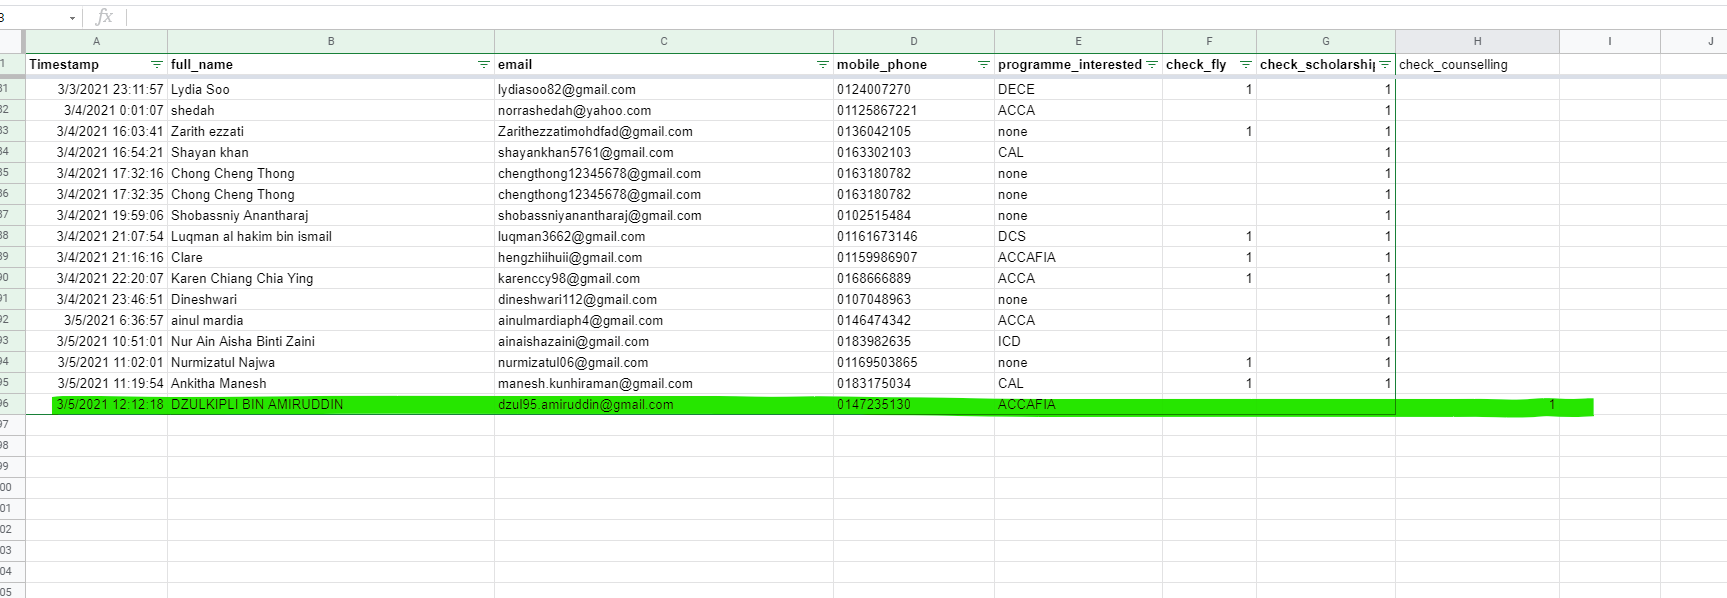 3 fx
A B C D E F G H I J
1 Timestamp full_name email mobile_phone programme_interested check_fly check_scholarship check_counselling
81 3/3/2021 23:11:57 Lydia Soo lydiasoo82@gmail.com 0124007270 DECE 1 1
82 3/4/2021 0:01:07 shedah norrashedah@yahoo.com 01125867221 ACCA 1
83 3/4/2021 16:03:41 Zarith ezzati Zarithezzatimohdfad@gmail.com 0136042105 none 1 1
84 3/4/2021 16:54:21 Shayan khan shayankhan5761@gmail.com 0163302103 CAL 1
85 3/4/2021 17:32:16 Chong Cheng Thong chengthong12345678@gmail.com 0163180782 none 1
86 3/4/2021 17:32:35 Chong Cheng Thong chengthong12345678@gmail.com 0163180782 none 1
87 3/4/2021 19:59:06 Shobassniy Anantharaj shobassniyanantharaj@gmail.com 0102515484 none 1
88 3/4/2021 21:07:54 Luqman al hakim bin ismail luqman3662@gmail.com 01161673146 DCS 1 1
89 3/4/2021 21:16:16 Clare hengzhiihuii@gmail.com 01159986907 ACCAFIA 1 1
90 3/4/2021 22:20:07 Karen Chiang Chia Ying karenccy98@gmail.com 0168666889 ACCA 1 1
91 3/4/2021 23:46:51 Dineshwari dineshwari112@gmail.com 0107048963 none 1
92 3/5/2021 6:36:57 ainul mardia ainulmardiaph4@gmail.com 0146474342 ACCA 1
93 3/5/2021 10:51:01 Nur Ain Aisha Binti Zaini ainaishazaini@gmail.com 0183982635 ICD 1
94 3/5/2021 11:02:01 Nurmizatul Najwa nurmizatul06@gmail.com 01169503865 none 1 1
95 3/5/2021 11:19:54 Ankitha Manesh manesh.kunhiraman@gmail.com 0183175034 CAL 1 1
96 3/5/2021 12:12:18 DZULKIPLI BIN AMIRUDDIN dzul95.amiruddin@gmail.com 0147235130 ACCAFIA 1
97
98
99
00
01
02
03
04
05